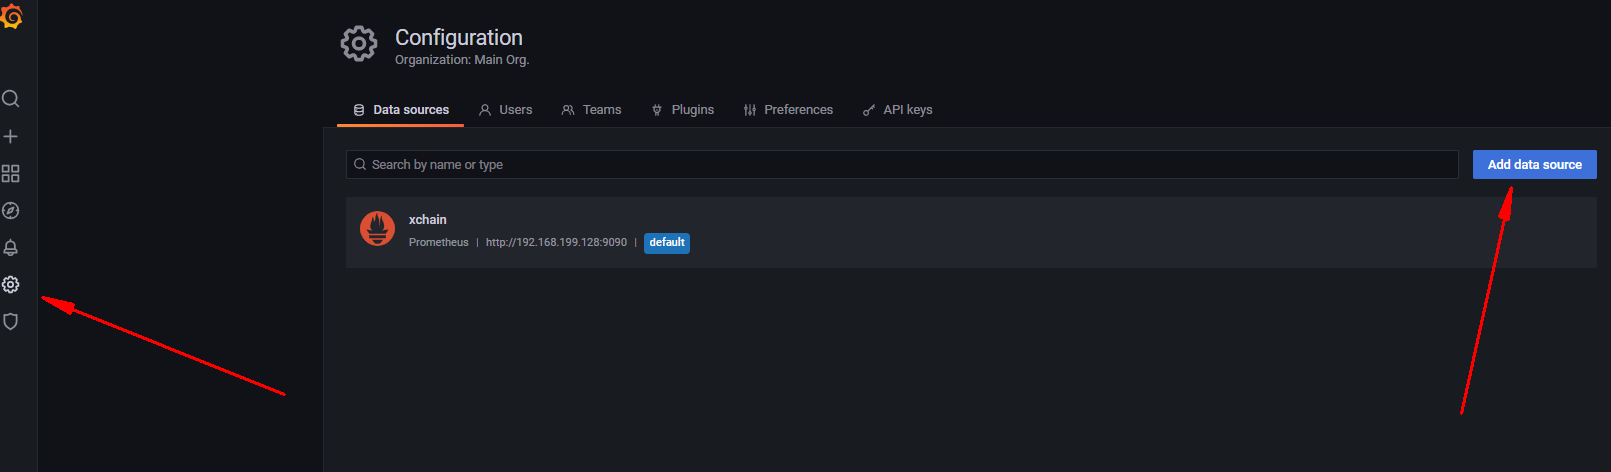 Configuration
Organization: Main Org.
Data sources Users Teams Plugins Preferences API keys
Search by name or type Add data source
xchain
Prometheus | http://192.168.199.128:9090 | default